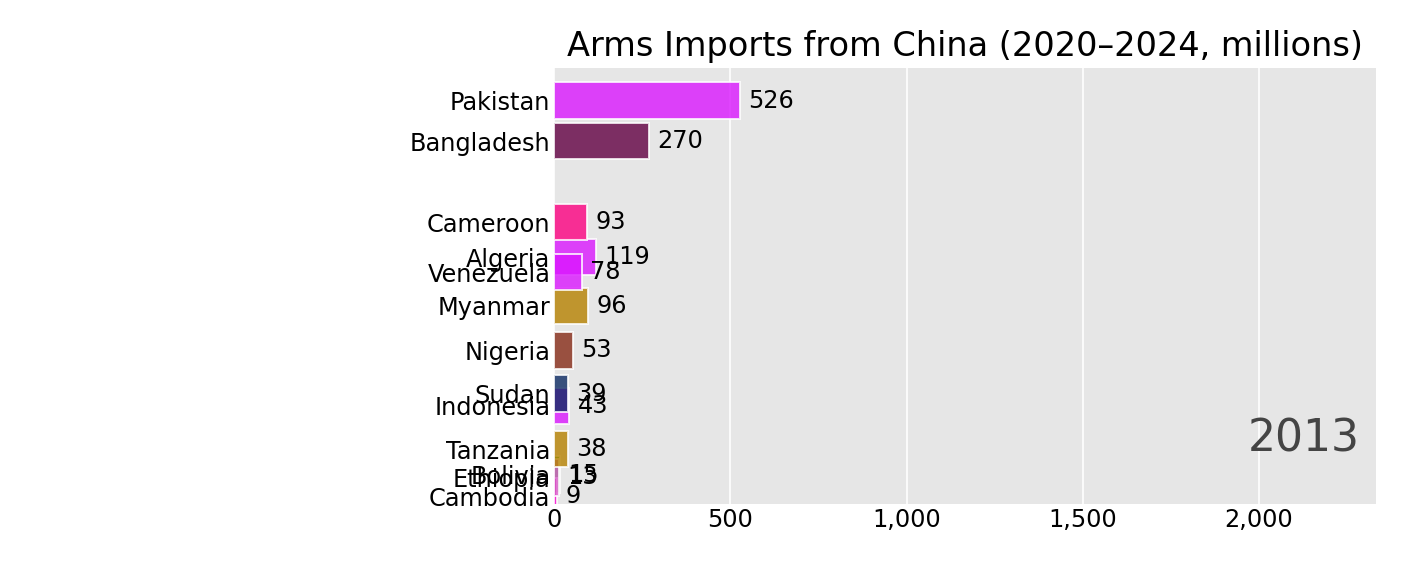 Arms Imports from China (2020–2024, millions)
Pakistan 526
Bangladesh 270
Cameroon 93
Algeria 119
Venezuela 78
Myanmar 96
Nigeria 53
Sudan 39
Indonesia 43
2013
Tanzania 38
Bolivia 15
Ethiopia 13
Cambodia 9
0 500 1,000 1,500 2,000